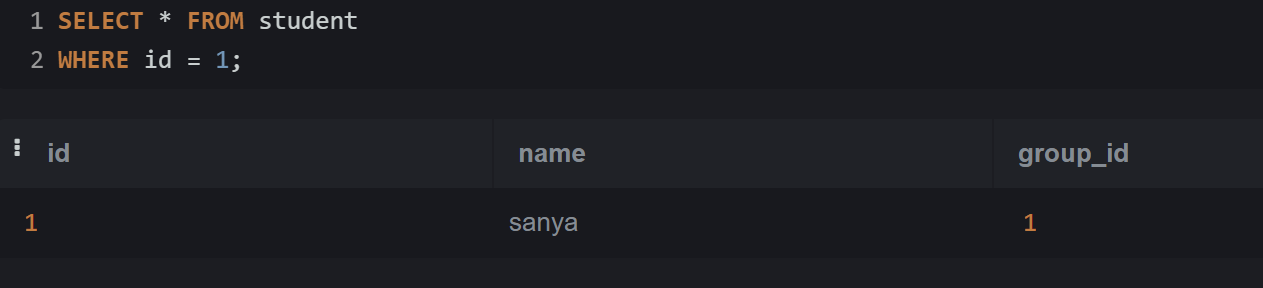 1 SELECT * FROM student
2 WHERE id = 1;
id name group_id
1 sanya 1